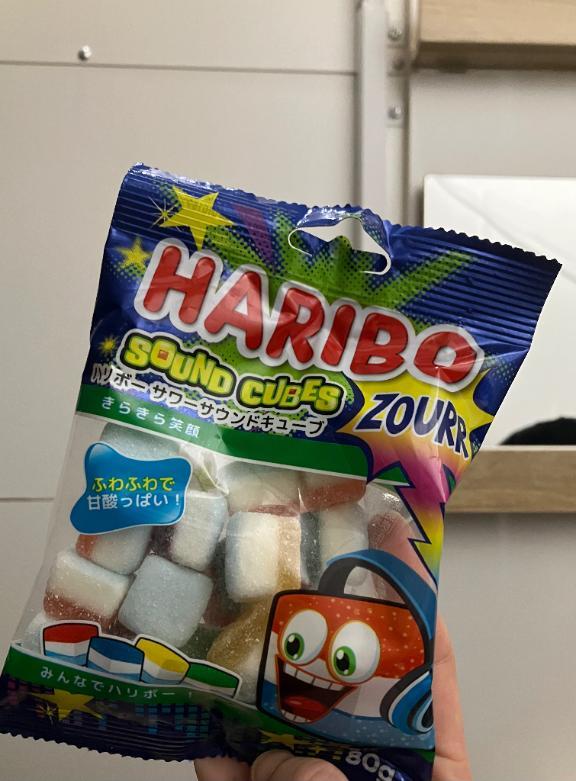 HARIBO
SOUND CUBES
ハリボー サワーサウンドキューブ
ZOURR
きらきら笑顔
ふわふわで
甘酸っぱい！
みんなでハリボー！
80g